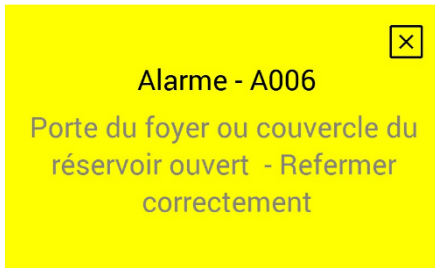 Alarme - A006
Porte du foyer ou couvercle du
réservoir ouvert - Refermer
correctement